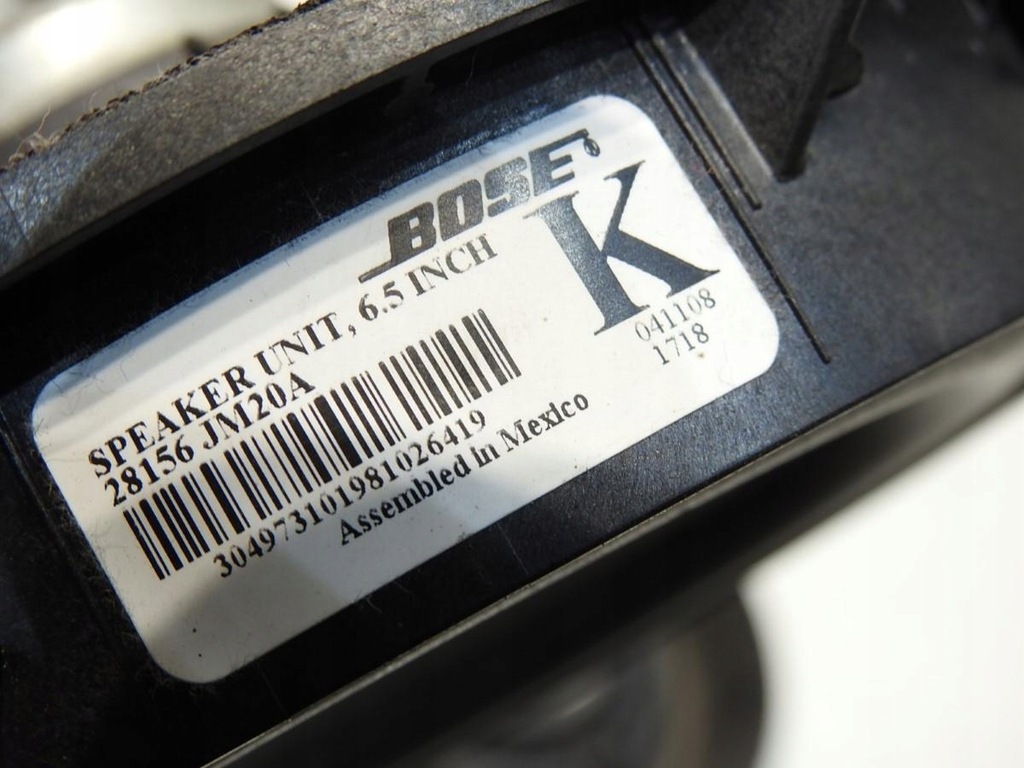 BOSE
K
SPEAKER UNIT, 6.5 INCH
28156 JM20A
041108
1718
304973101981026419
Assembled in Mexico